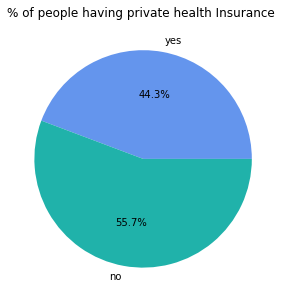 % of people having private health Insurance
yes
44.3%
55.7%
no